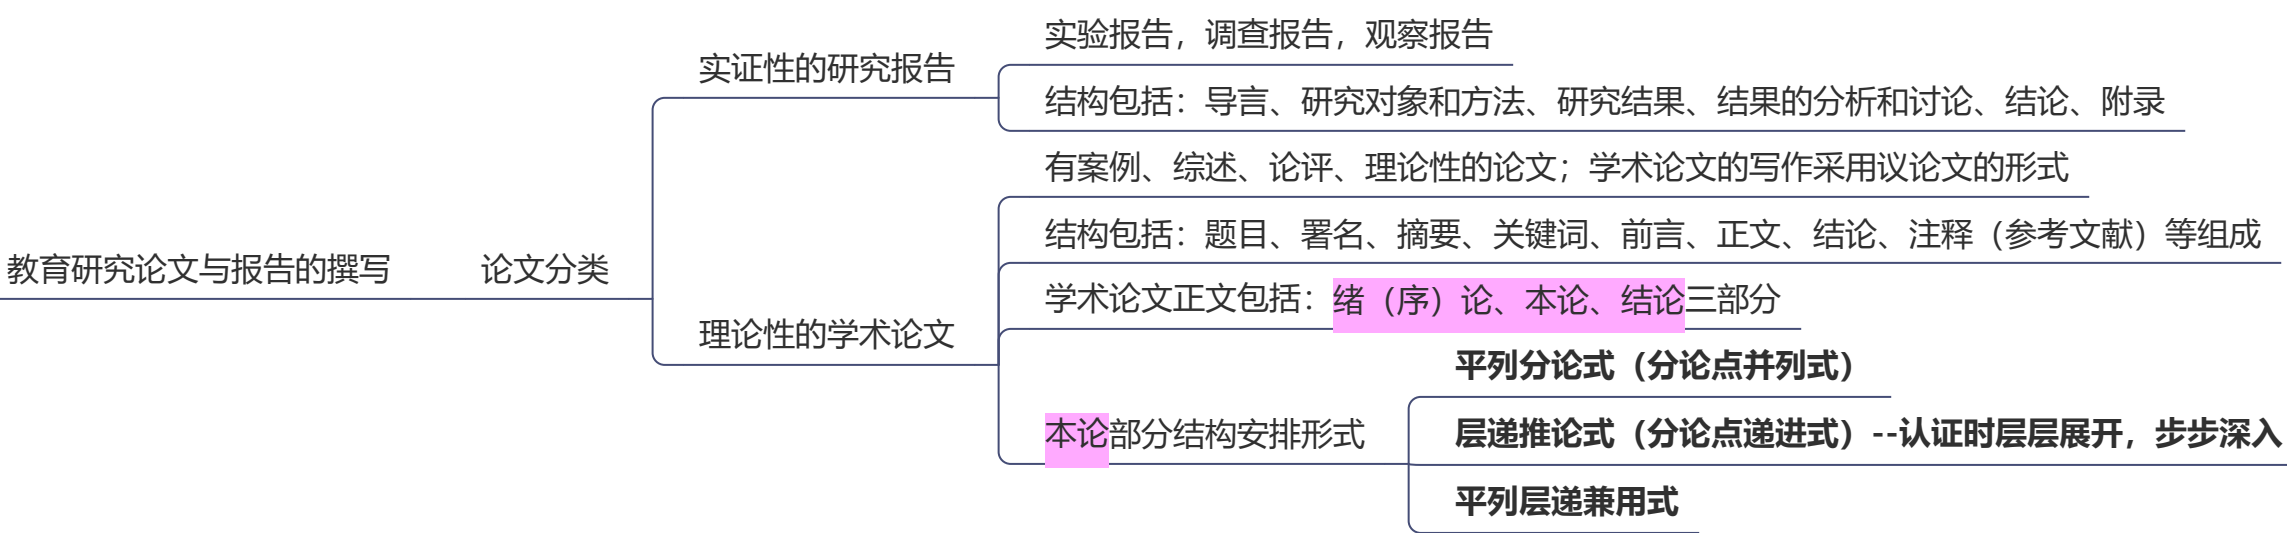 实验报告，调查报告，观察报告
实证性的研究报告
结构包括：导言、研究对象和方法、研究结果、结果的分析和讨论、结论、附录
有案例、综述、论评、理论性的论文；学术论文的写作采用议论文的形式
结构包括：题目、署名、摘要、关键词、前言、正文、结论、注释（参考文献）等组成
教育研究论文与报告的撰写
论文分类
学术论文正文包括：绪（序）论、本论、结论三部分
理论性的学术论文
平列分论式（分论点并列式）
本论部分结构安排形式
层递推论式（分论点递进式）--认证时层层展开，步步深入
平列层递兼用式